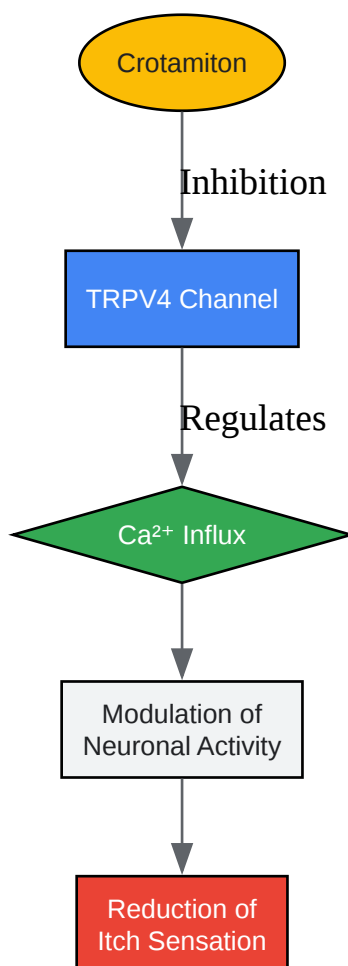 Crotamiton
Inhibition
TRPV4 Channel
Regulates
Ca²⁺ Influx
Modulation of
Neuronal Activity
Reduction of
Itch Sensation